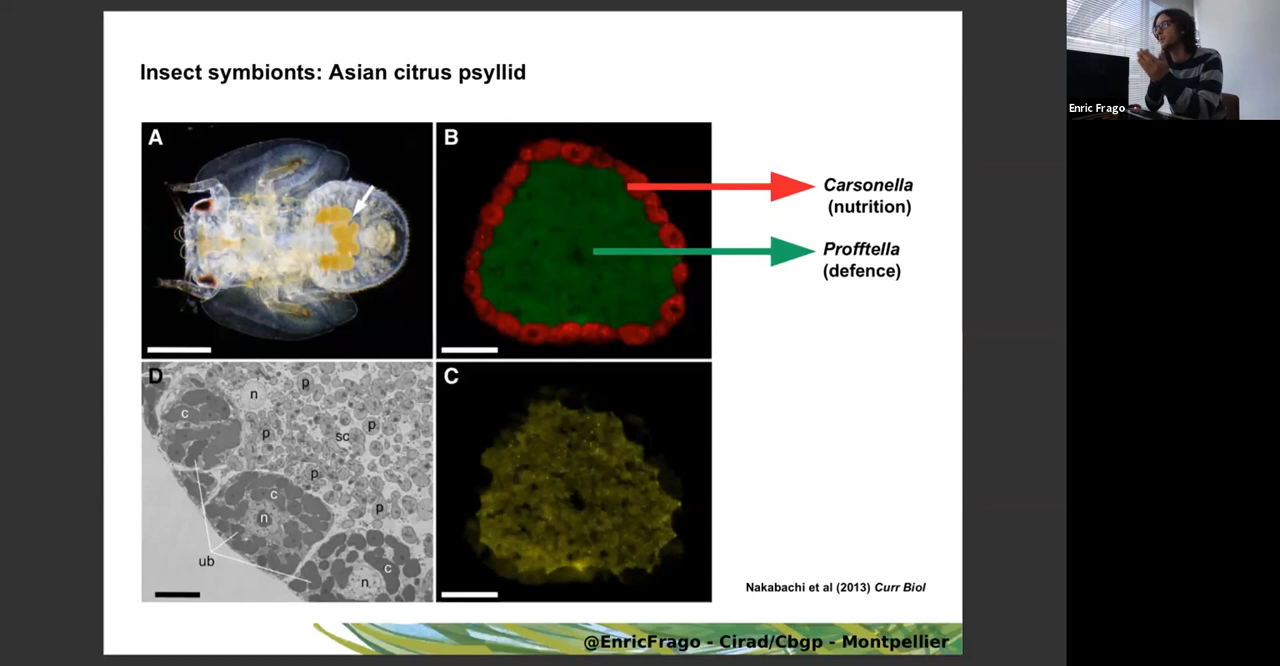 Insect symbionts: Asian citrus psyllid
A
B
Carsonella
(nutrition)
Profftella
(defence)
D
C
c
n
p
p
p
sc
p
p
c
n
ub
c
n
Nakabachi et al (2013) Curr Biol
@EnricFrago - Cirad/Cbgp - Montpellier
Enric Frago